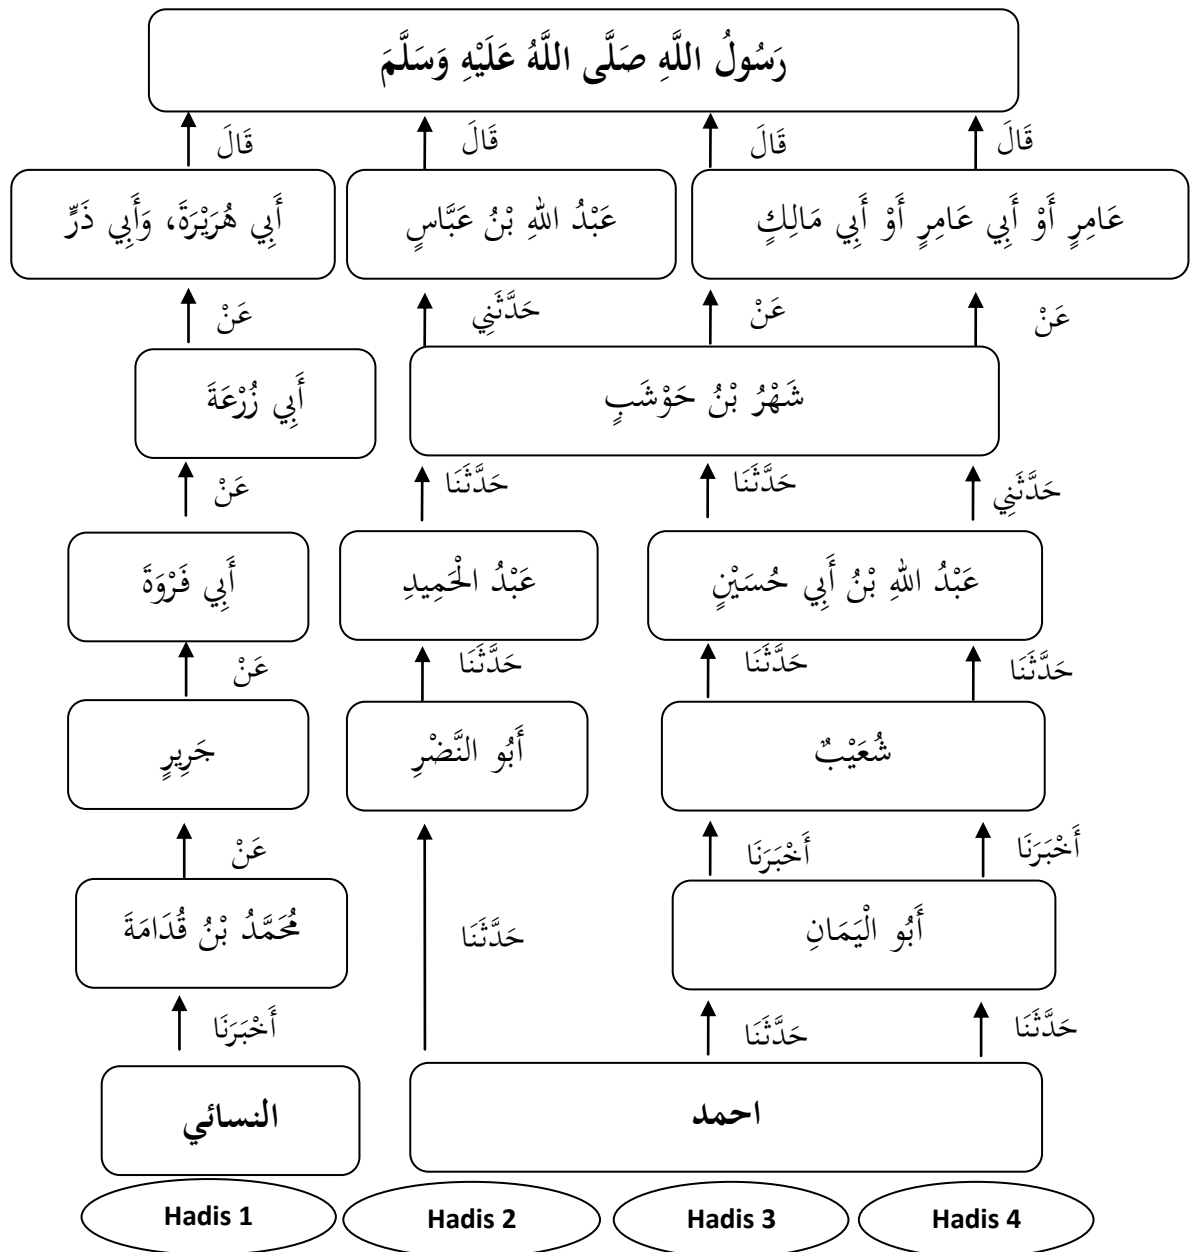 رَسُولُ اللَّهِ صَلَّى اللَّهُ عَلَيْهِ وَسَلَّمَ
قَالَ قَالَ قَالَ قَالَ
عَامِرٍ أَوْ أَبِي عَامِرٍ أَوْ أَبِي مَالِكٍ
عَبْدُ اللهِ بْنُ عَبَّاسٍ
أَبِي هُرَيْرَةَ، وَأَبِي ذَرٍّ
عَنْ عَنْ حَدَّثَنِي عَنْ
شَهْرُ بْنُ حَوْشَبٍ
أَبِي زُرْعَةَ
حَدَّثَنِي حَدَّثَنَا حَدَّثَنَا عَنْ
عَبْدُ اللهِ بْنُ أَبِي حُسَيْنٍ
عَبْدُ الْحَمِيدِ
أَبِي فَرْوَةَ
حَدَّثَنَا حَدَّثَنَا حَدَّثَنَا عَنْ
شُعَيْبٌ
أَبُو النَّضْرِ
جَرِيرٍ
أَخْبَرَنَا أَخْبَرَنَا عَنْ
أَبُو الْيَمَانِ
حَدَّثَنَا
مُحَمَّدُ بْنُ قُدَامَةَ
حَدَّثَنَا حَدَّثَنَا أَخْبَرَنَا
احمد
النسائي
Hadis 1 Hadis 2 Hadis 3 Hadis 4